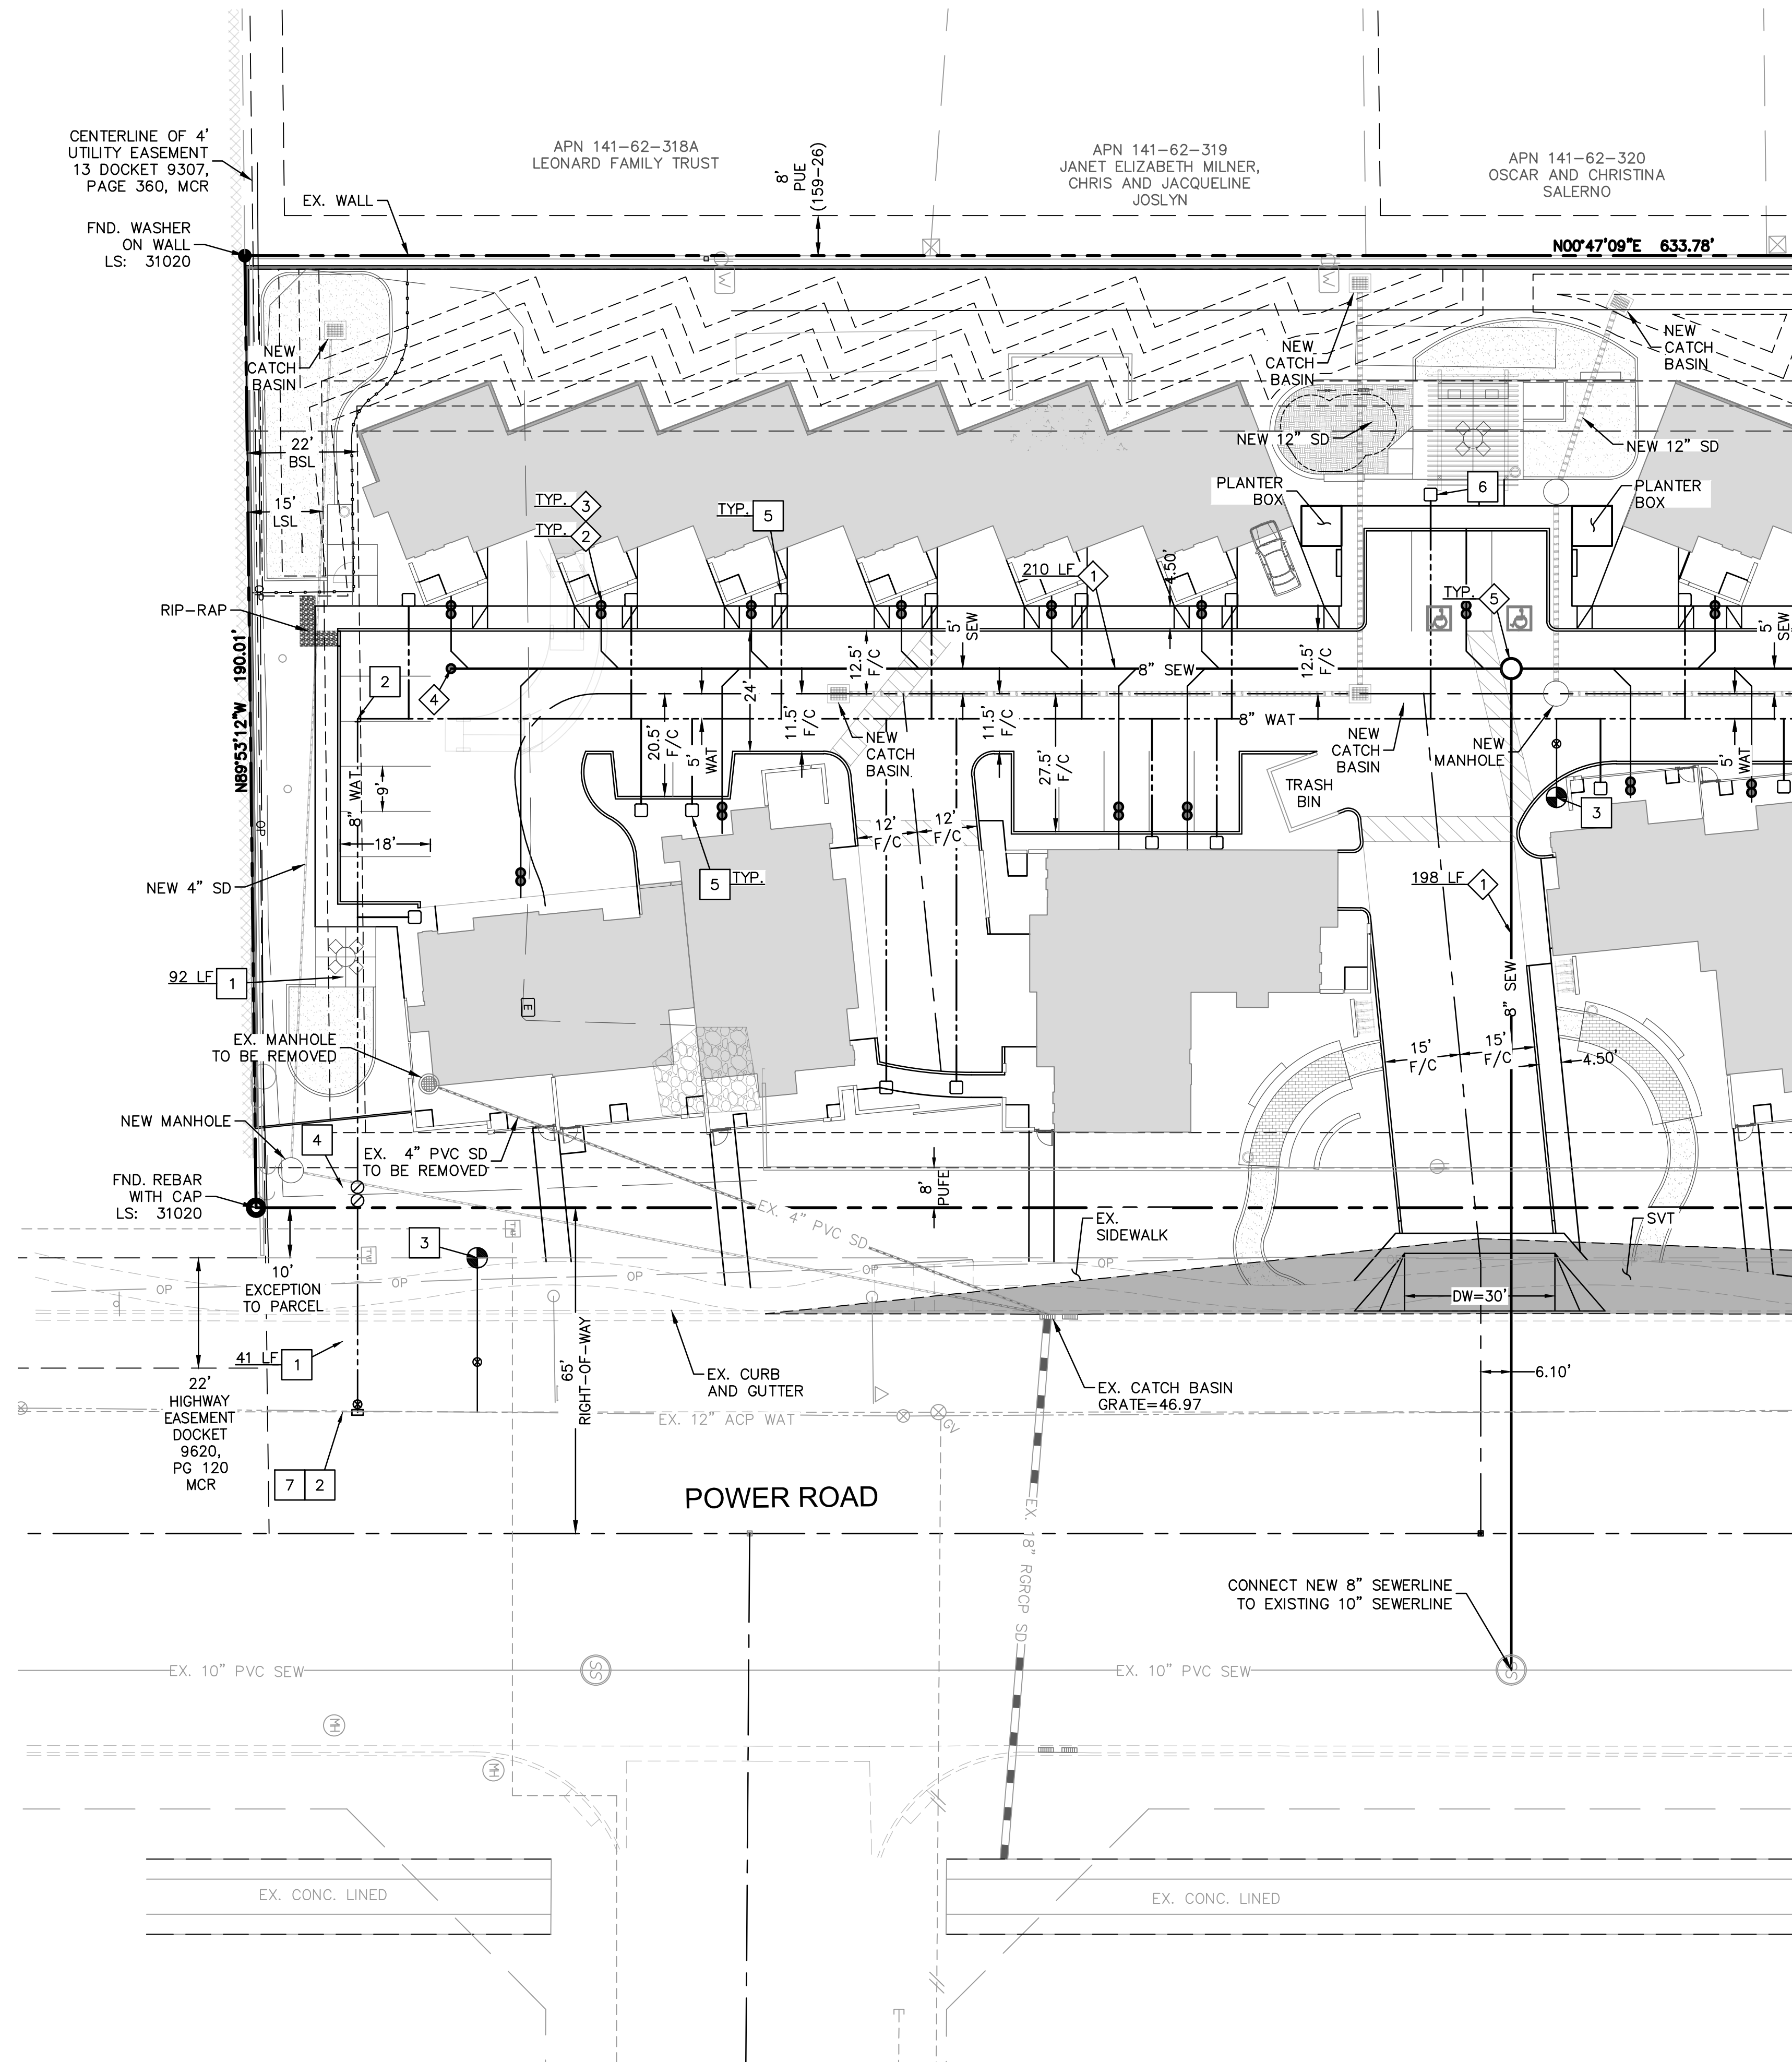 CENTERLINE OF 4'
UTILITY EASEMENT
13 DOCKET 9307,
PAGE 360, MCR
APN 141-62-318A
LEONARD FAMILY TRUST
8'
PUE
(159-26)
APN 141-62-319
JANET ELIZABETH MILNER,
CHRIS AND JACQUELINE
JOSLYN
APN 141-62-320
OSCAR AND CHRISTINA
SALERNO
EX. WALL
FND. WASHER
ON WALL
LS: 31020
N00°47'09"E 633.78'
W
W
NEW
CATCH
BASIN
NEW
CATCH
BASIN
NEW
CATCH
BASIN
22'
BSL
15'
LSL
NEW 12" SD
NEW 12" SD
TYP. 3
TYP. 2
TYP. 5
PLANTER
BOX
6
PLANTER
BOX
RIP-RAP
210 LF 1
4.50'
TYP. 5
5'
SEW
5'
SEW
N89°53'12"W 190.01'
2
4
12.5'
F/C
8" SEW
12.5'
F/C
24'
11.5'
F/C
11.5'
F/C
8" WAT
20.5'
F/C
5'
WAT
NEW
CATCH
BASIN
27.5'
F/C
NEW
CATCH
BASIN
NEW
MANHOLE
5'
WAT
8" WAT
9'
18'
OP
TRASH
BIN
3
12'
F/C
12'
F/C
NEW 4" SD
5 TYP.
198 LF 1
92 LF 1
E
8" SEW
EX. MANHOLE
TO BE REMOVED
15'
F/C
15'
F/C
4.50'
NEW MANHOLE
4
EX. 4" PVC SD
TO BE REMOVED
8'
PUFE
FND. REBAR
WITH CAP
LS: 31020
EX. 4" PVC SD
EX.
SIDEWALK
SVT
3
10'
EXCEPTION
TO PARCEL
OP
OP
OP
OP
OP
DW=30'
41 LF 1
65'
RIGHT-OF-WAY
EX. CURB
AND GUTTER
EX. CATCH BASIN
GRATE=46.97
6.10'
22'
HIGHWAY
EASEMENT
DOCKET
9620,
PG 120
MCR
EX. 12" ACP WAT
GV
7 2
POWER ROAD
EX. 18" RGRCP SD
CONNECT NEW 8" SEWERLINE
TO EXISTING 10" SEWERLINE
EX. 10" PVC SEW
SS
EX. 10" PVC SEW
SS
MH
MH
EX. CONC. LINED
EX. CONC. LINED